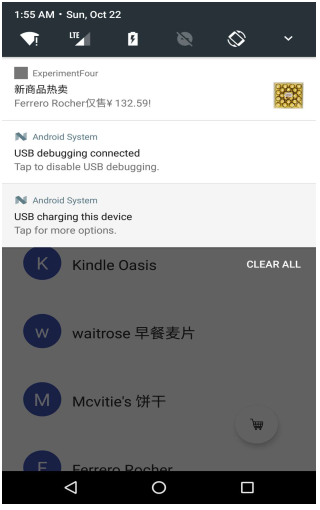 1:55 AM • Sun, Oct 22
LTE
ExperimentFour
新商品热卖
Ferrero Rocher仅售¥ 132.59!
Android System
USB debugging connected
Tap to disable USB debugging.
Android System
USB charging this device
Tap for more options.
CLEAR ALL
K
Kindle Oasis
W
waitrose 早餐麦片
M
Mcvitie's 饼干
F
Ferrero Rocher